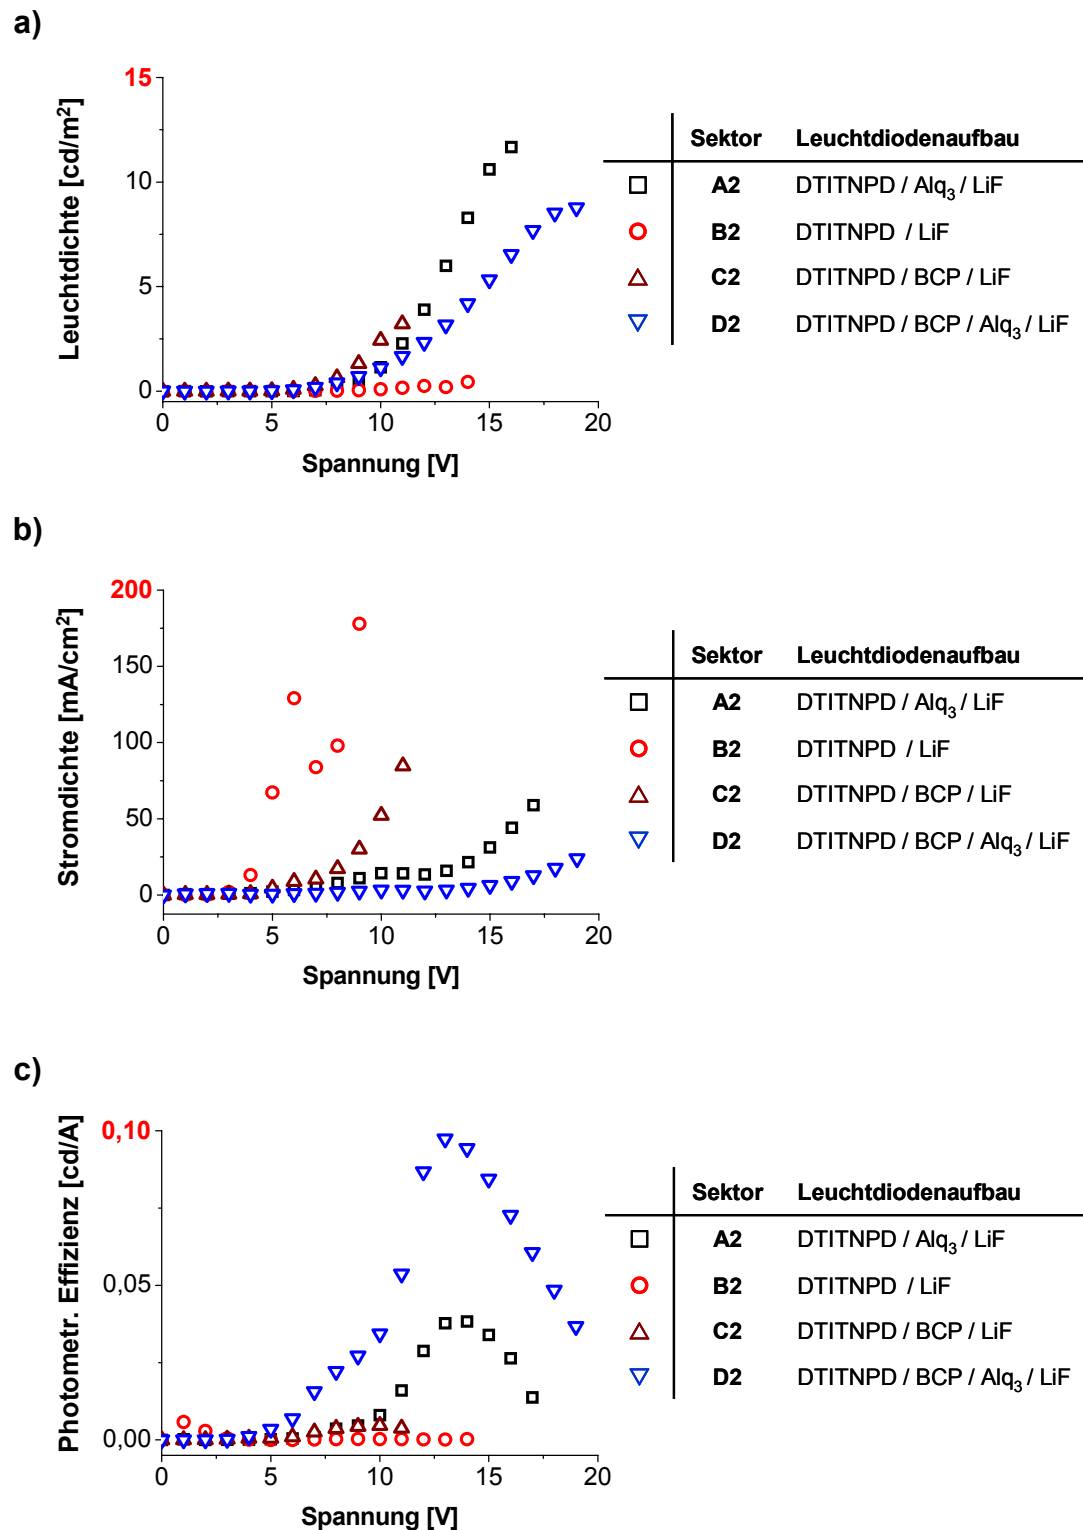 a)
15
10
5
0
Leuchtdichte [cd/m²]
0 5 10 15 20
Spannung [V]
Sektor Leuchtdiodenaufbau
A2 DTITNPD / Alq₃ / LiF
B2 DTITNPD / LiF
C2 DTITNPD / BCP / LiF
D2 DTITNPD / BCP / Alq₃ / LiF
b)
200
150
100
50
0
Stromdichte [mA/cm²]
0 5 10 15 20
Spannung [V]
Sektor Leuchtdiodenaufbau
A2 DTITNPD / Alq₃ / LiF
B2 DTITNPD / LiF
C2 DTITNPD / BCP / LiF
D2 DTITNPD / BCP / Alq₃ / LiF
c)
0,10
0,05
0,00
Photometr. Effizienz [cd/A]
0 5 10 15 20
Spannung [V]
Sektor Leuchtdiodenaufbau
A2 DTITNPD / Alq₃ / LiF
B2 DTITNPD / LiF
C2 DTITNPD / BCP / LiF
D2 DTITNPD / BCP / Alq₃ / LiF